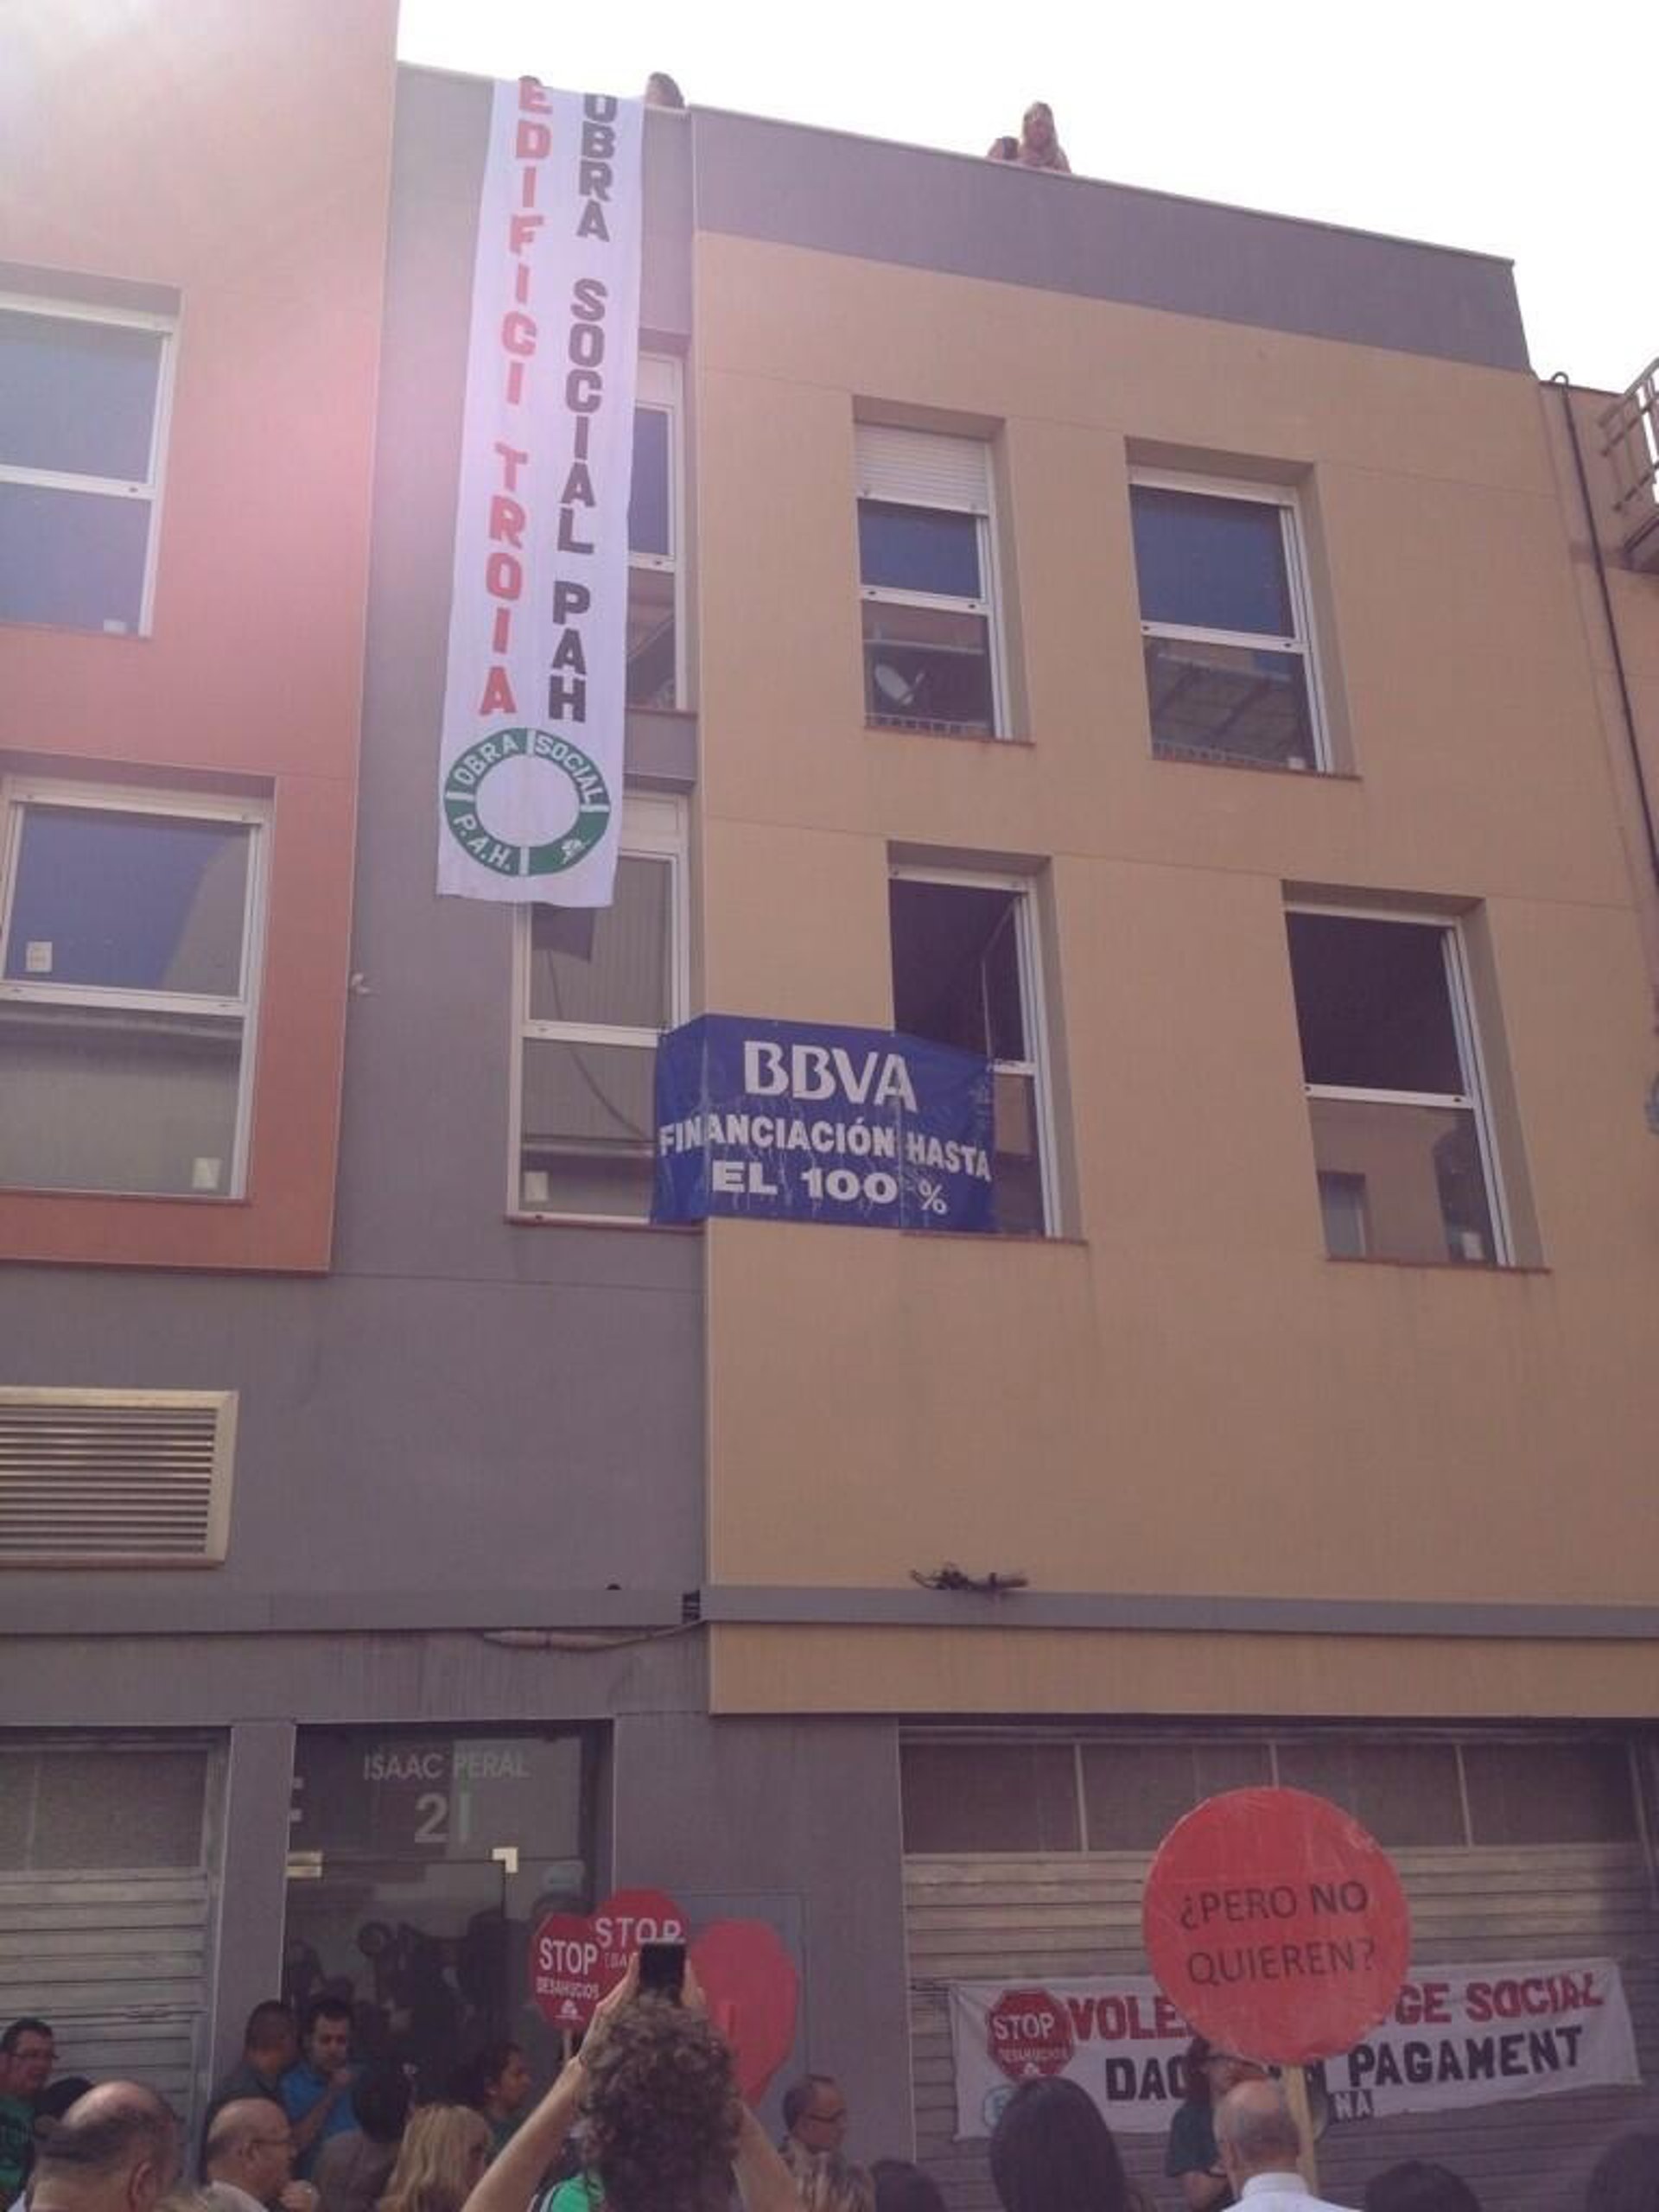 EDIFICI TROIA
OBRA SOCIAL PAH
OBRA SOCIAL
P.A.H.
BBVA
FINANCIACIÓN HASTA
EL 100 %
ISAAC PERAL
21
STOP
DESAHUCIOS
STOP
¿PERO NO
QUIEREN?
STOP
DESAHUCIOS
SOCIAL
PAGAMENT